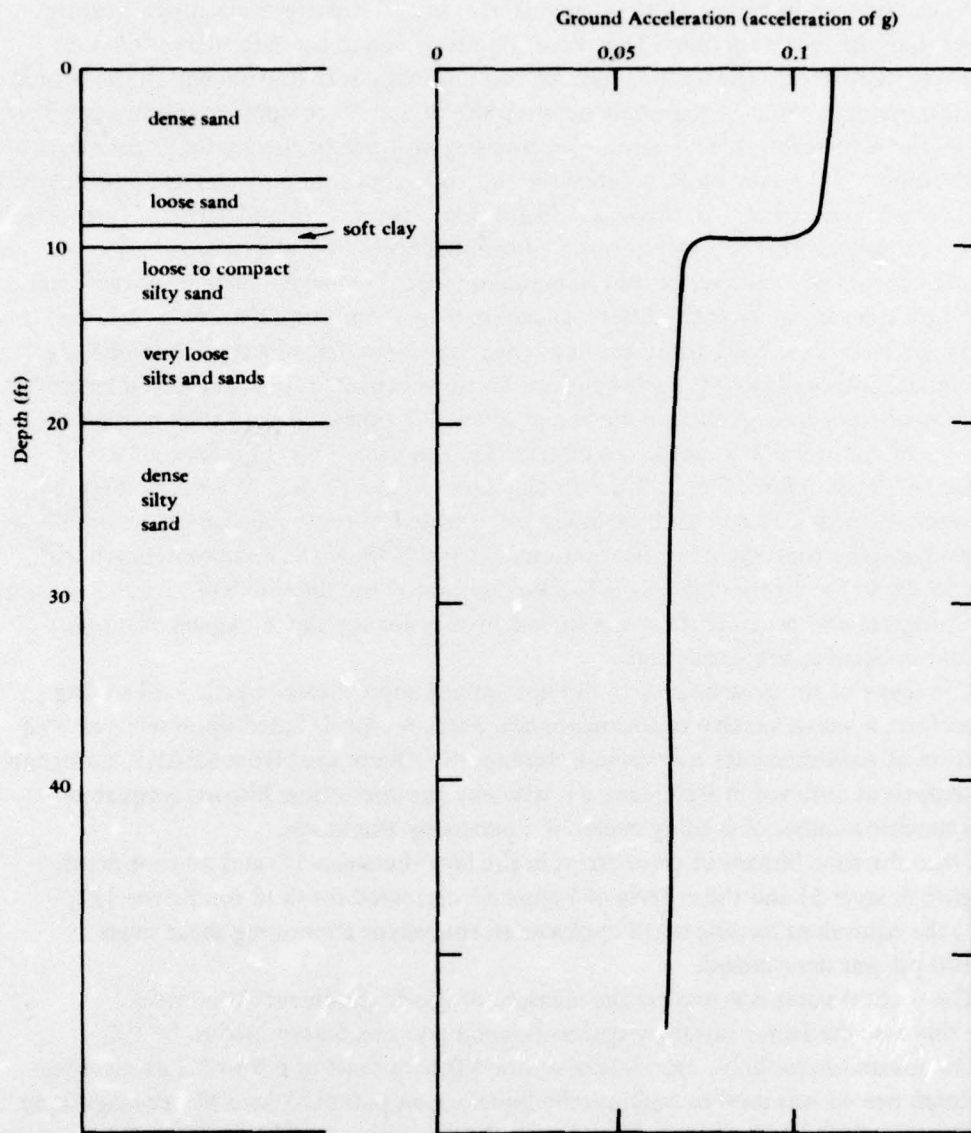 Ground Acceleration (acceleration of g)
0
0.05
0.1
0
dense sand
loose sand
soft clay
10
loose to compact
silty sand
very loose
silts and sands
20
dense
silty
sand
30
40
Depth (ft)